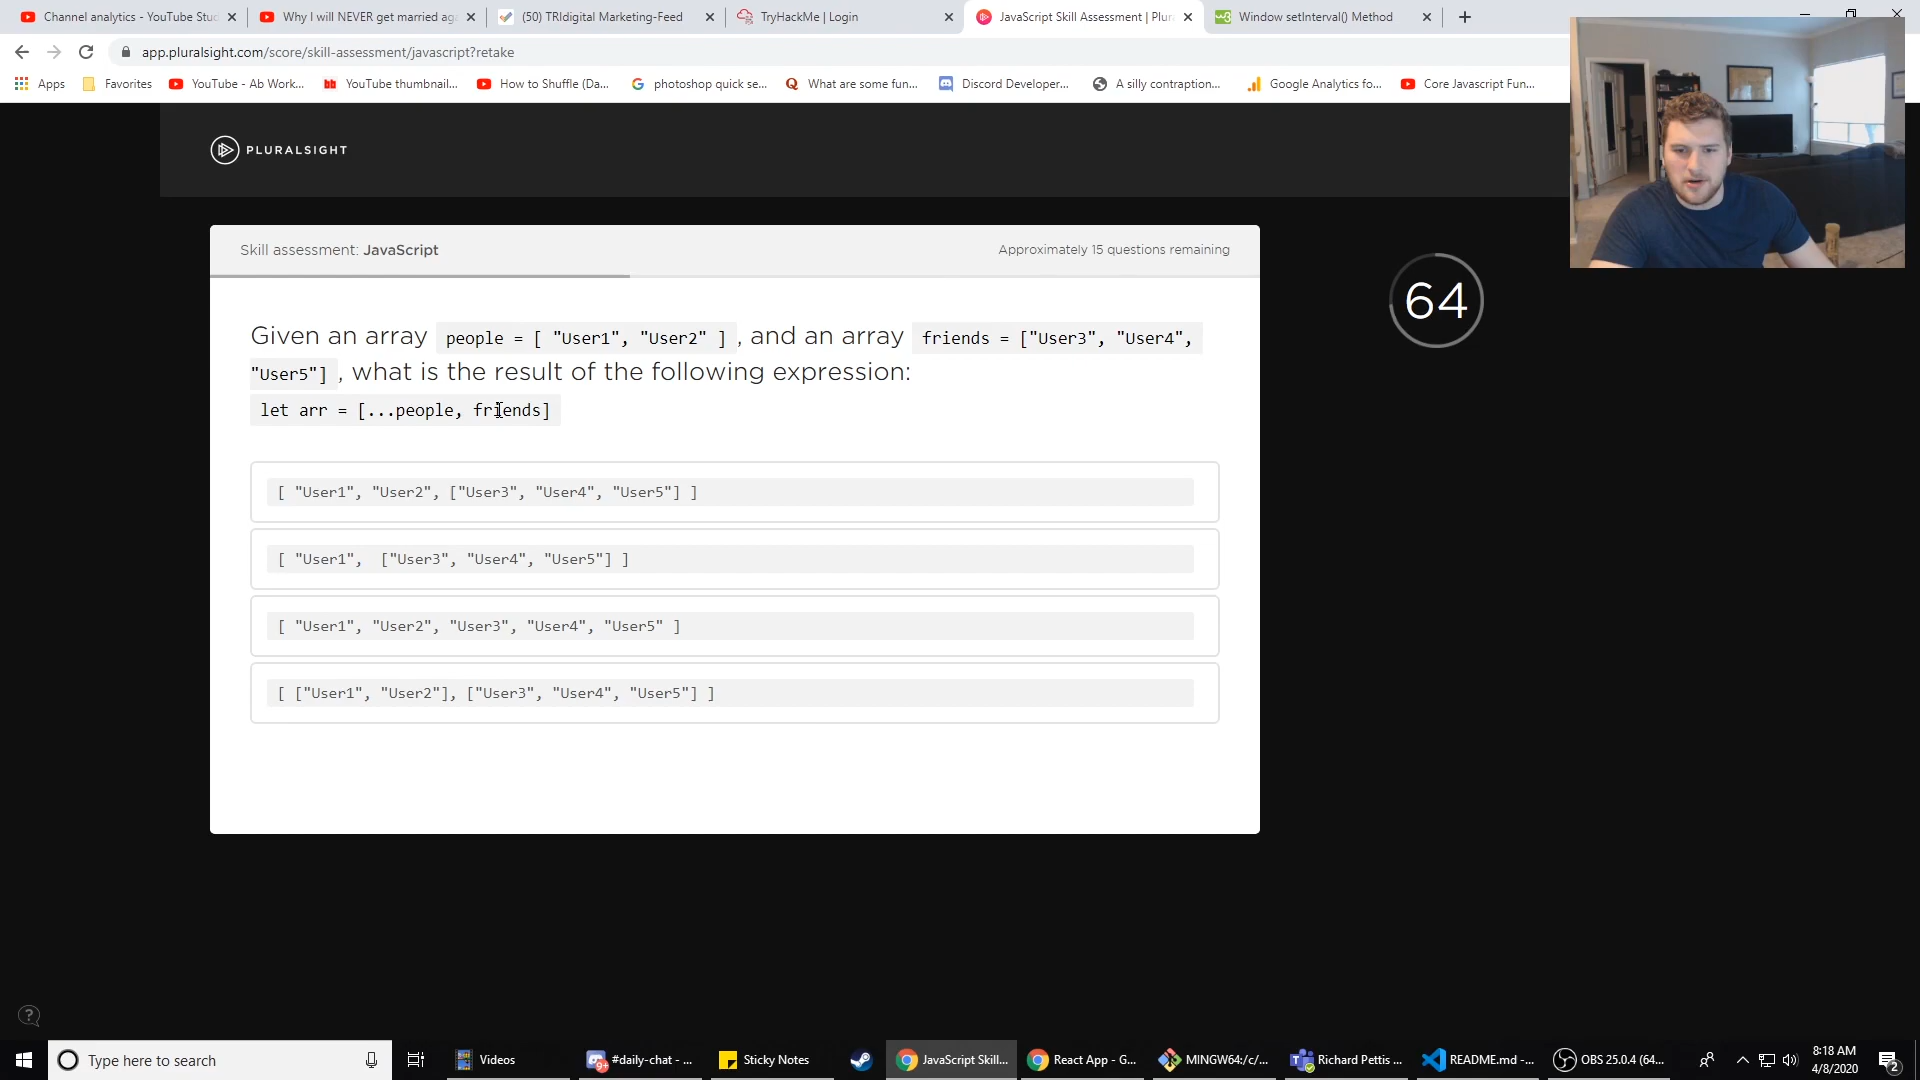 Channel analytics - YouTube Stu
Why I will NEVER get married aga
(50) TRIdigital Marketing-Feed
TryHackMe | Login
JavaScript Skill Assessment | Plur
Window setInterval() Method
app.pluralsight.com/score/skill-assessment/javascript?retake
Apps
Favorites
YouTube - Ab Work...
YouTube thumbnail...
How to Shuffle (Da...
photoshop quick se...
What are some fun...
Discord Developer...
A silly contraption...
Google Analytics fo...
Core Javascript Fun...
PLURALSIGHT
Skill assessment: JavaScript
Approximately 15 questions remaining
64
Given an array people = [ "User1", "User2" ] , and an array friends = ["User3", "User4",
"User5"] , what is the result of the following expression:
let arr = [...people, friends]
[ "User1", "User2", ["User3", "User4", "User5"] ]
[ "User1",  ["User3", "User4", "User5"] ]
[ "User1", "User2", "User3", "User4", "User5" ]
[ ["User1", "User2"], ["User3", "User4", "User5"] ]
Type here to search
Videos
#daily-chat - ...
Sticky Notes
JavaScript Skill...
React App - G...
MINGW64:/c/...
Richard Pettis ...
README.md -...
OBS 25.0.4 (64...
8:18 AM
4/8/2020
2